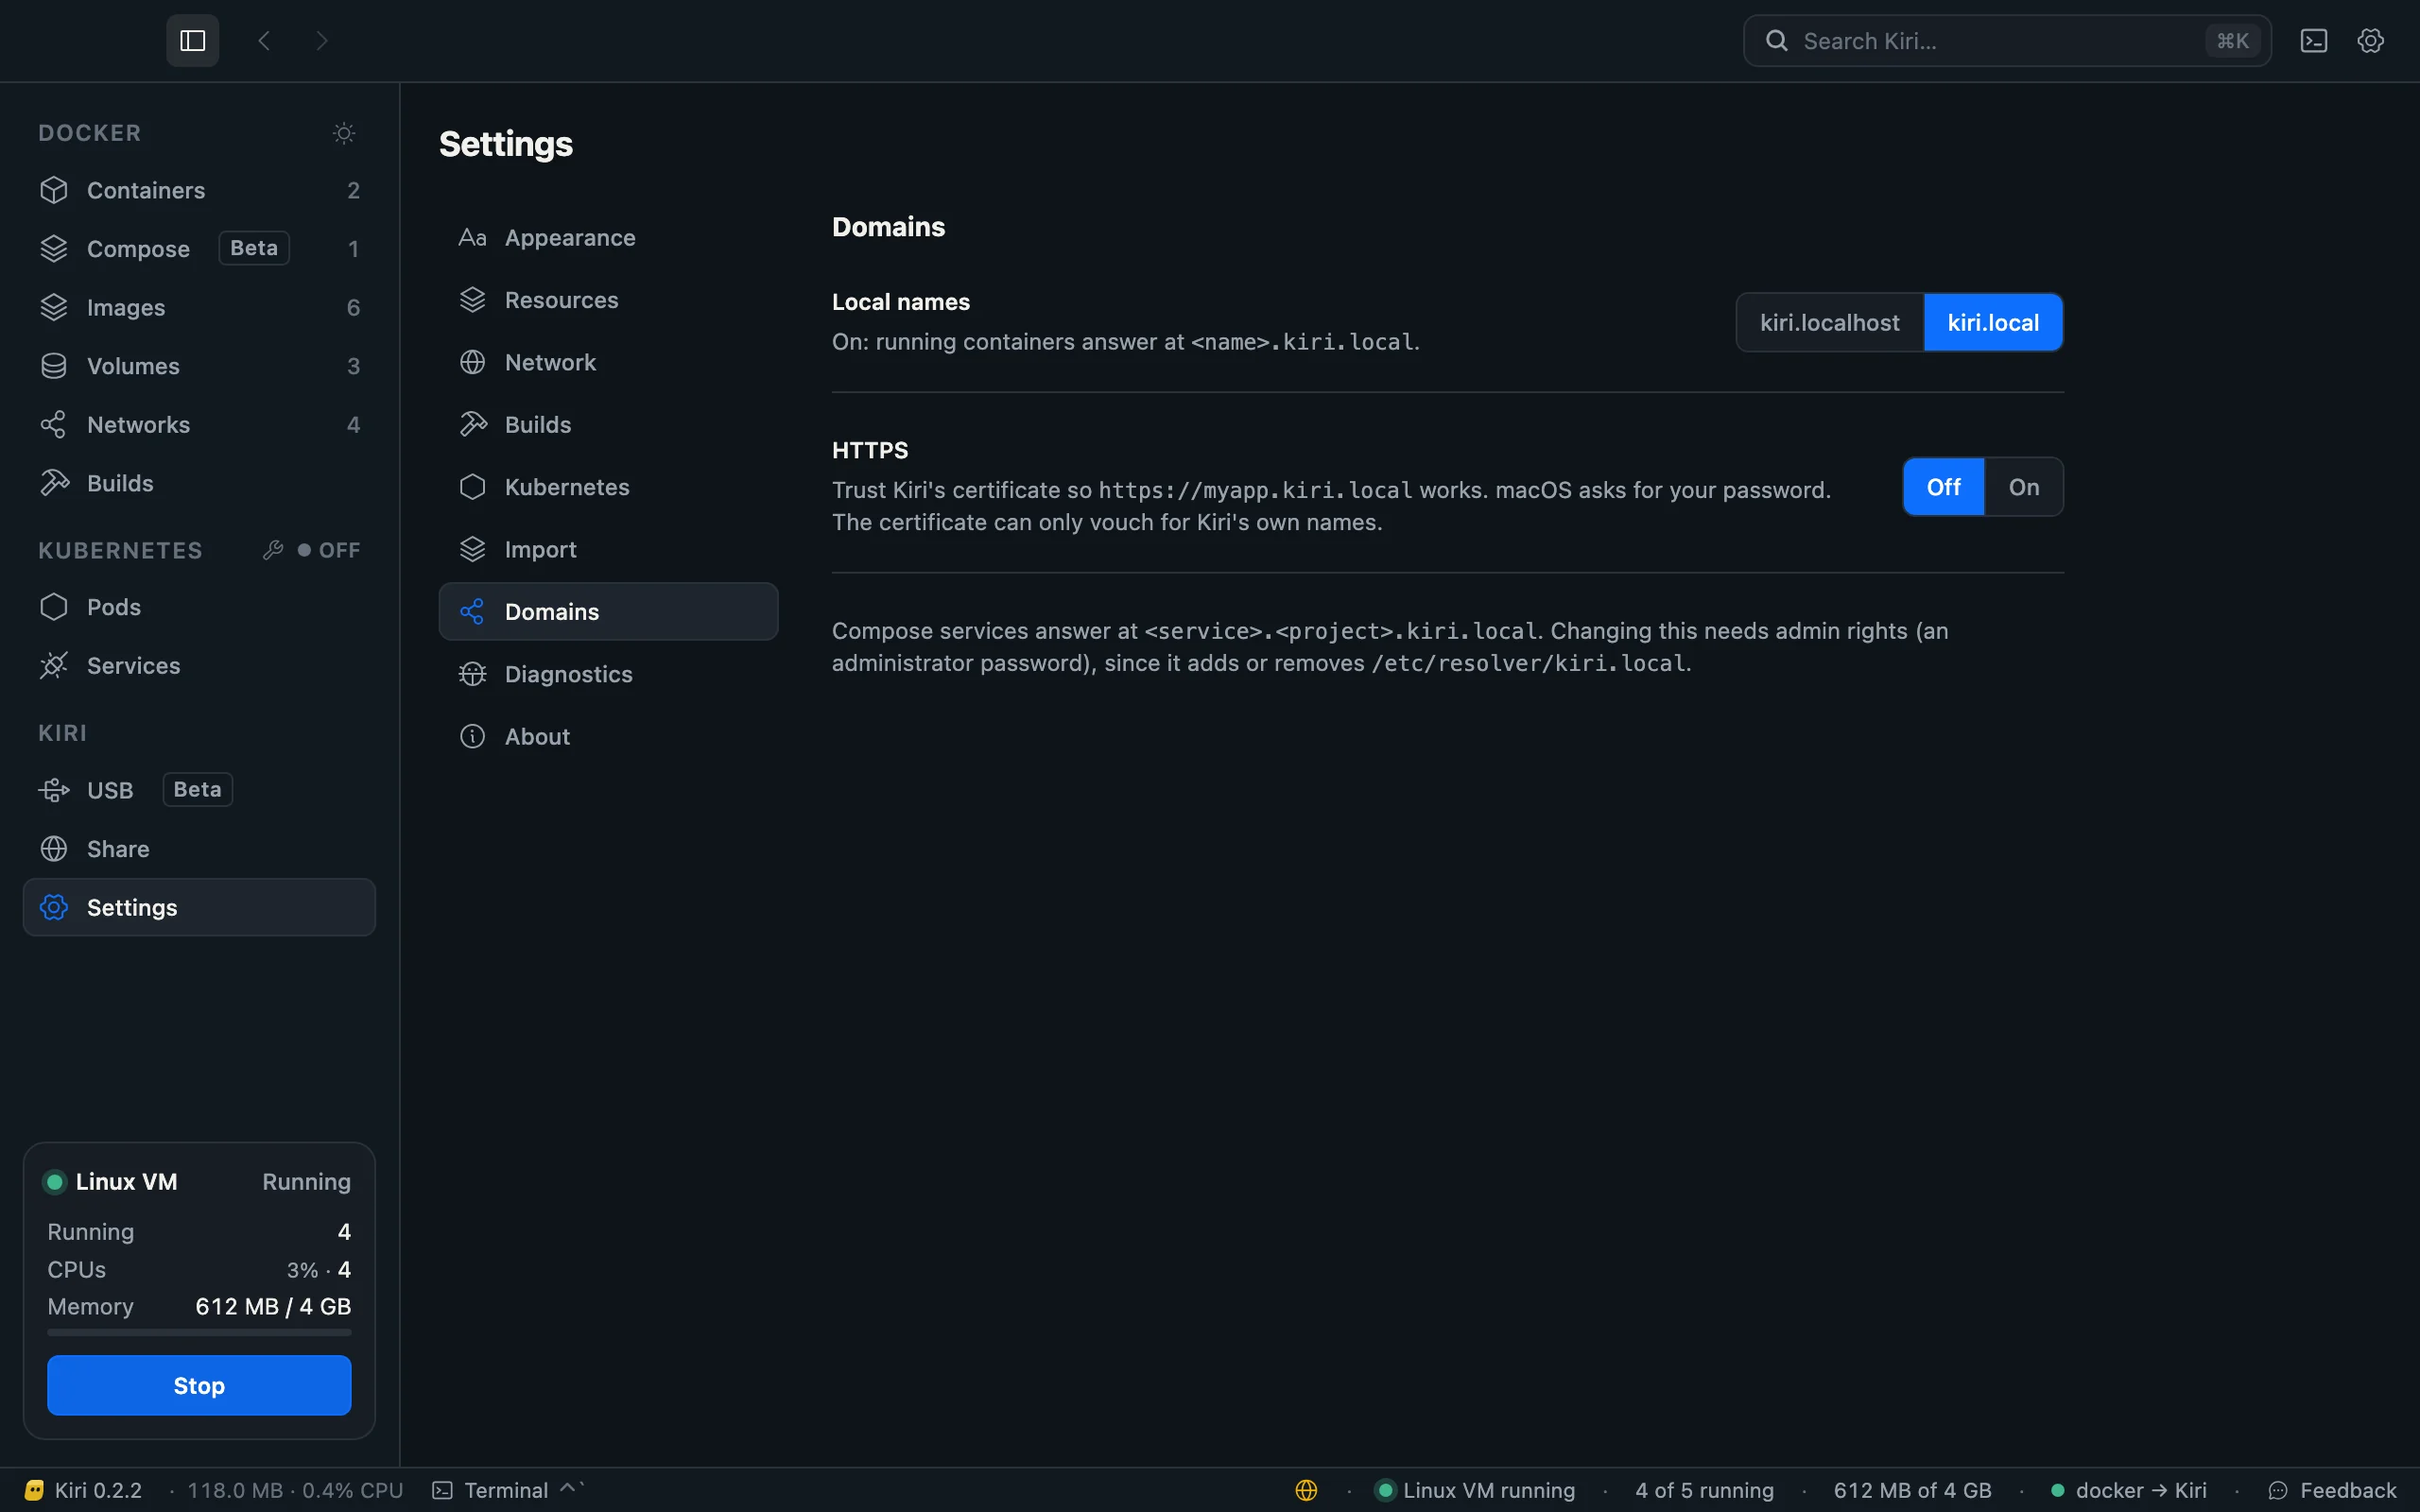 Search Kiri...
⌘K
DOCKER
Containers 2
Compose Beta 1
Images 6
Volumes 3
Networks 4
Builds
KUBERNETES OFF
Pods
Services
KIRI
USB Beta
Share
Settings
Linux VM Running
Running 4
CPUs 3% · 4
Memory 612 MB / 4 GB
Stop
Settings
Aa Appearance
Resources
Network
Builds
Kubernetes
Import
Domains
Diagnostics
About
Domains
Local names
On: running containers answer at <name>.kiri.local.
kiri.localhost kiri.local
HTTPS
Trust Kiri's certificate so https://myapp.kiri.local works. macOS asks for your password.
The certificate can only vouch for Kiri's own names.
Off On
Compose services answer at <service>.<project>.kiri.local. Changing this needs admin rights (an
administrator password), since it adds or removes /etc/resolver/kiri.local.
Kiri 0.2.2 · 118.0 MB · 0.4% CPU Terminal ^`
· Linux VM running · 4 of 5 running · 612 MB of 4 GB · docker → Kiri · Feedback